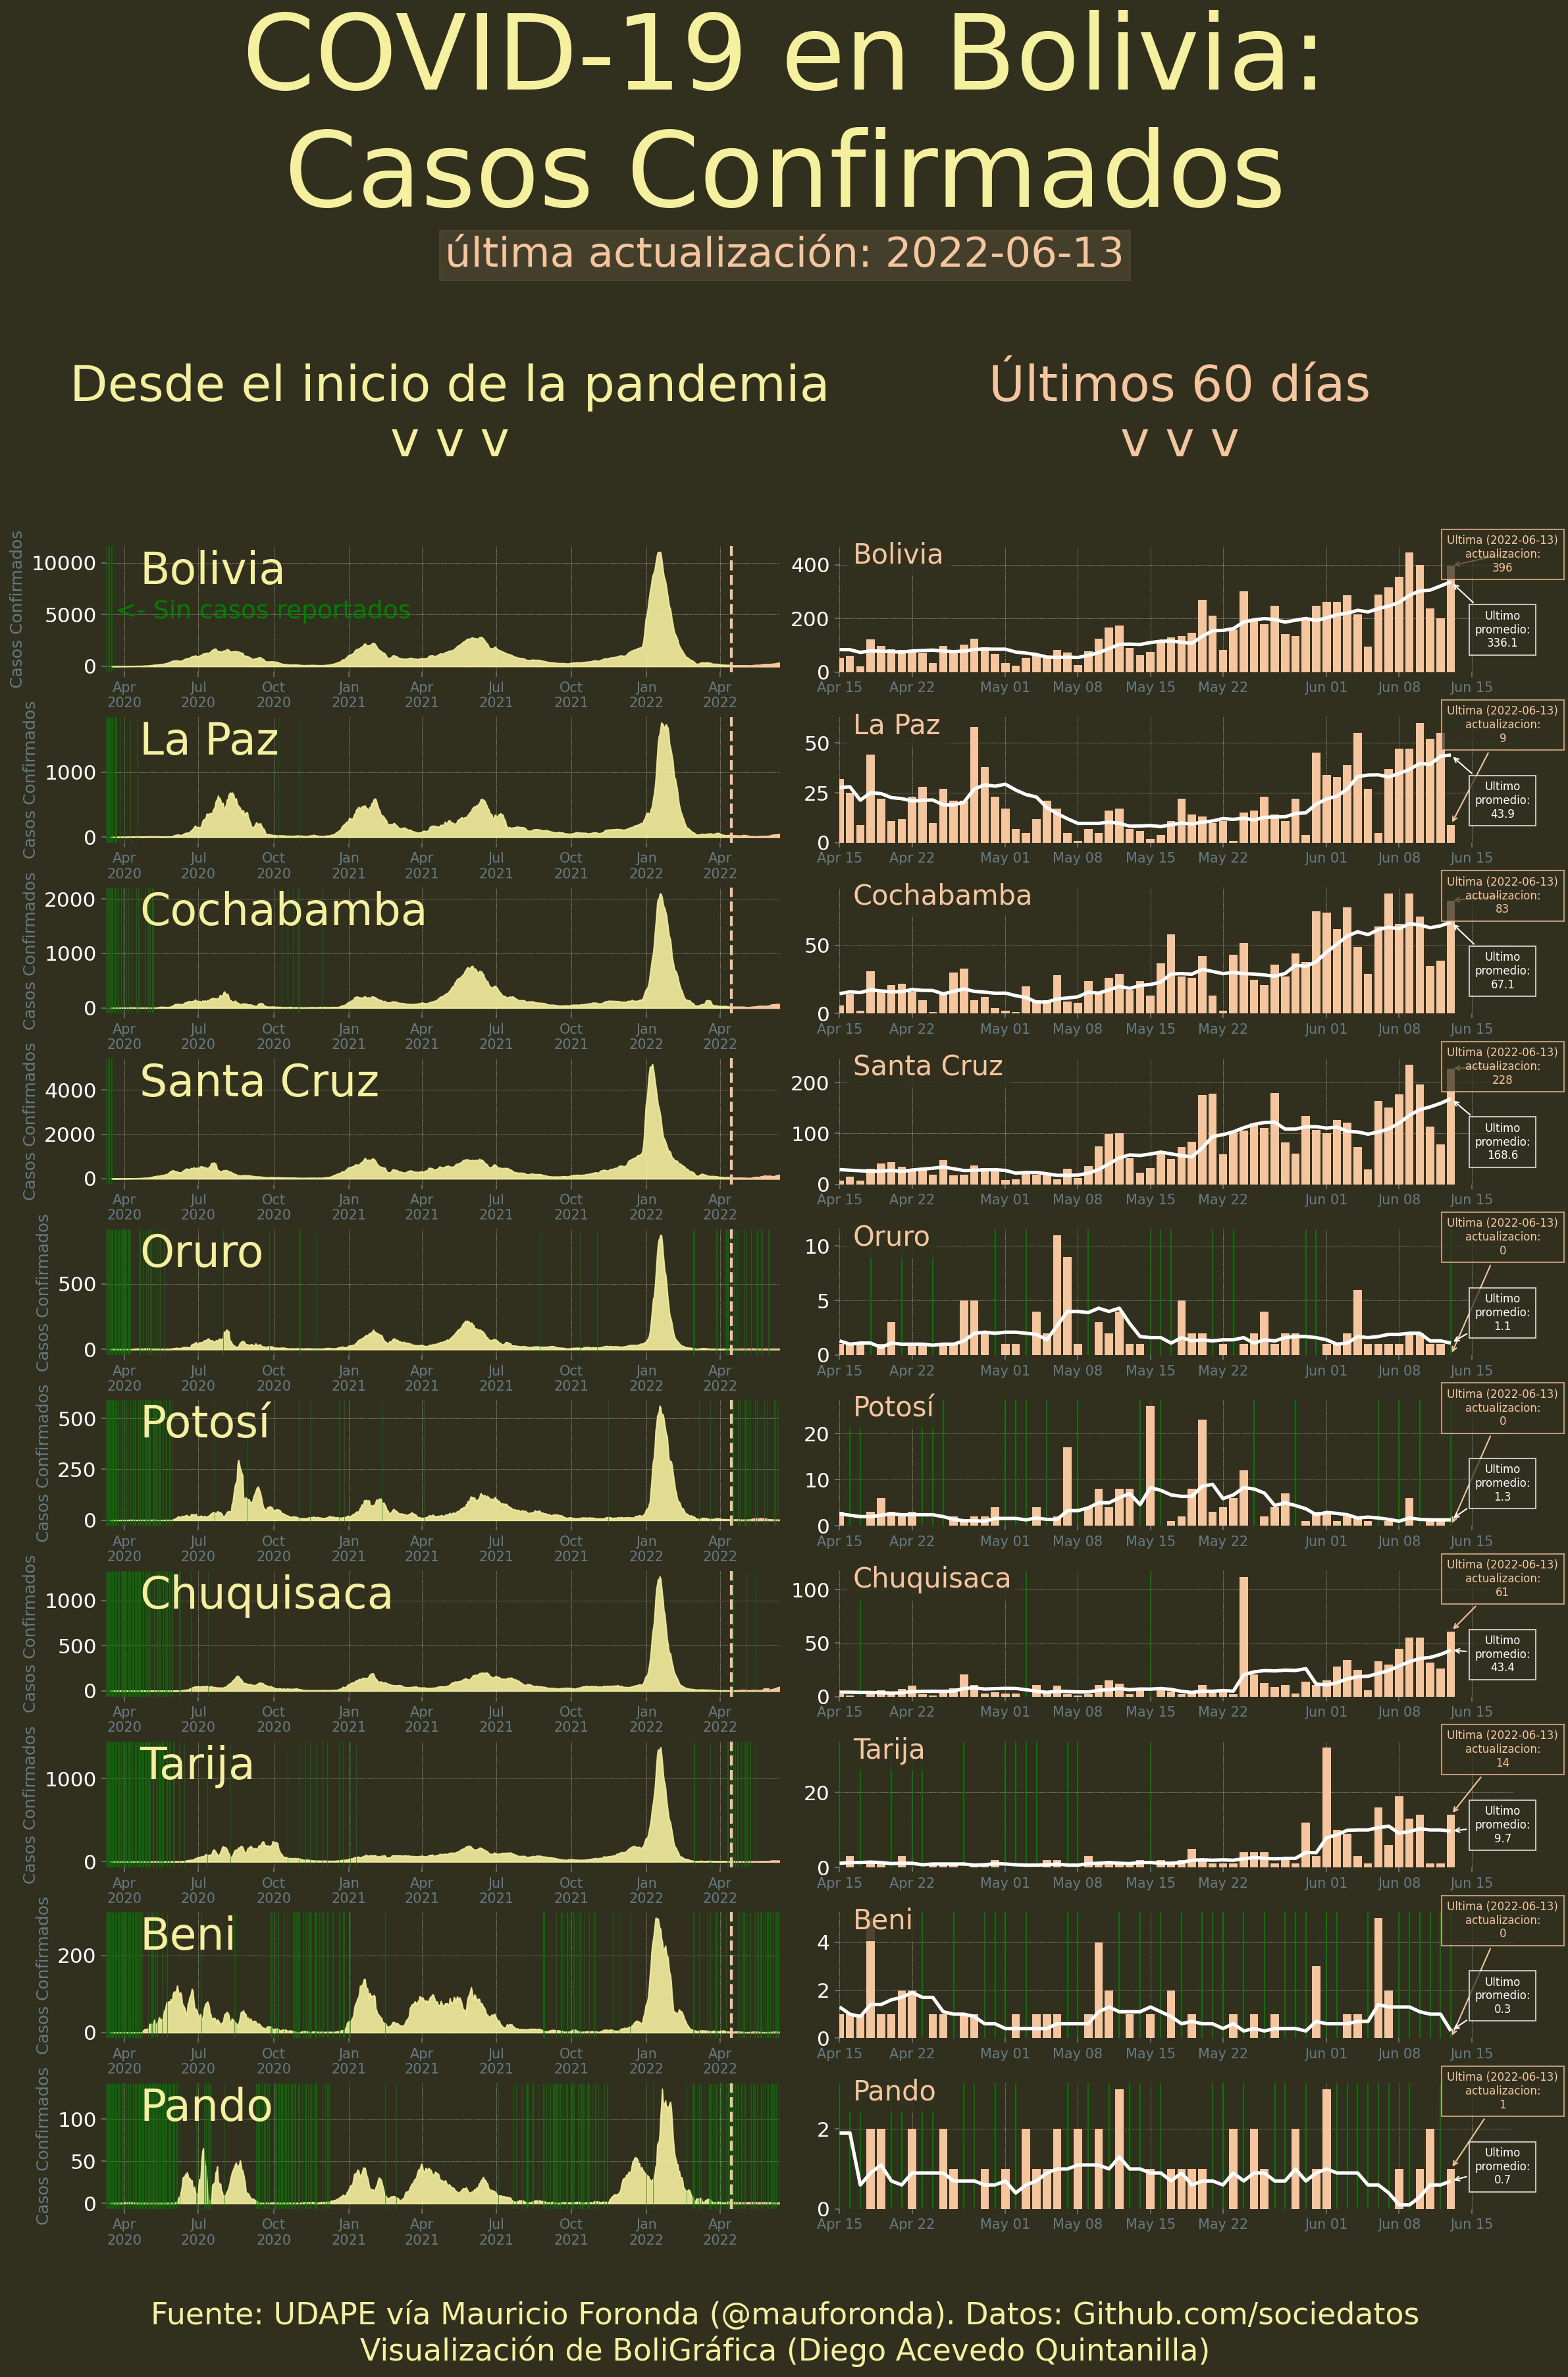 COVID-19 en Bolivia:
Casos Confirmados
última actualización: 2022-06-13
Desde el inicio de la pandemia
v v v
Últimos 60 días
v v v
Casos Confirmados
10000
5000
0
Bolivia
<- Sin casos reportados
Apr Jul Oct Jan Apr Jul Oct Jan Apr
2020 2020 2020 2021 2021 2021 2021 2022 2022
400
200
0
Bolivia
Ultima (2022-06-13)
actualizacion:
396
Ultimo
promedio:
336.1
Apr 15 Apr 22 May 01 May 08 May 15 May 22 Jun 01 Jun 08 Jun 15
Casos Confirmados
1000
0
La Paz
Apr Jul Oct Jan Apr Jul Oct Jan Apr
2020 2020 2020 2021 2021 2021 2021 2022 2022
50
25
0
La Paz
Ultima (2022-06-13)
actualizacion:
9
Ultimo
promedio:
43.9
Apr 15 Apr 22 May 01 May 08 May 15 May 22 Jun 01 Jun 08 Jun 15
Casos Confirmados
2000
1000
0
Cochabamba
Apr Jul Oct Jan Apr Jul Oct Jan Apr
2020 2020 2020 2021 2021 2021 2021 2022 2022
50
0
Cochabamba
Ultima (2022-06-13)
actualizacion:
83
Ultimo
promedio:
67.1
Apr 15 Apr 22 May 01 May 08 May 15 May 22 Jun 01 Jun 08 Jun 15
Casos Confirmados
4000
2000
0
Santa Cruz
Apr Jul Oct Jan Apr Jul Oct Jan Apr
2020 2020 2020 2021 2021 2021 2021 2022 2022
200
100
0
Santa Cruz
Ultima (2022-06-13)
actualizacion:
228
Ultimo
promedio:
168.6
Apr 15 Apr 22 May 01 May 08 May 15 May 22 Jun 01 Jun 08 Jun 15
Casos Confirmados
500
0
Oruro
Apr Jul Oct Jan Apr Jul Oct Jan Apr
2020 2020 2020 2021 2021 2021 2021 2022 2022
10
5
0
Oruro
Ultima (2022-06-13)
actualizacion:
0
Ultimo
promedio:
1.1
Apr 15 Apr 22 May 01 May 08 May 15 May 22 Jun 01 Jun 08 Jun 15
Casos Confirmados
500
250
0
Potosí
Apr Jul Oct Jan Apr Jul Oct Jan Apr
2020 2020 2020 2021 2021 2021 2021 2022 2022
20
10
0
Potosí
Ultima (2022-06-13)
actualizacion:
0
Ultimo
promedio:
1.3
Apr 15 Apr 22 May 01 May 08 May 15 May 22 Jun 01 Jun 08 Jun 15
Casos Confirmados
1000
500
0
Chuquisaca
Apr Jul Oct Jan Apr Jul Oct Jan Apr
2020 2020 2020 2021 2021 2021 2021 2022 2022
100
50
0
Chuquisaca
Ultima (2022-06-13)
actualizacion:
61
Ultimo
promedio:
43.4
Apr 15 Apr 22 May 01 May 08 May 15 May 22 Jun 01 Jun 08 Jun 15
Casos Confirmados
1000
0
Tarija
Apr Jul Oct Jan Apr Jul Oct Jan Apr
2020 2020 2020 2021 2021 2021 2021 2022 2022
20
0
Tarija
Ultima (2022-06-13)
actualizacion:
14
Ultimo
promedio:
9.7
Apr 15 Apr 22 May 01 May 08 May 15 May 22 Jun 01 Jun 08 Jun 15
Casos Confirmados
200
0
Beni
Apr Jul Oct Jan Apr Jul Oct Jan Apr
2020 2020 2020 2021 2021 2021 2021 2022 2022
4
2
0
Beni
Ultima (2022-06-13)
actualizacion:
0
Ultimo
promedio:
0.3
Apr 15 Apr 22 May 01 May 08 May 15 May 22 Jun 01 Jun 08 Jun 15
Casos Confirmados
100
50
0
Pando
Apr Jul Oct Jan Apr Jul Oct Jan Apr
2020 2020 2020 2021 2021 2021 2021 2022 2022
2
0
Pando
Ultima (2022-06-13)
actualizacion:
1
Ultimo
promedio:
0.7
Apr 15 Apr 22 May 01 May 08 May 15 May 22 Jun 01 Jun 08 Jun 15
Fuente: UDAPE vía Mauricio Foronda (@mauforonda). Datos: Github.com/sociedatos
Visualización de BoliGráfica (Diego Acevedo Quintanilla)